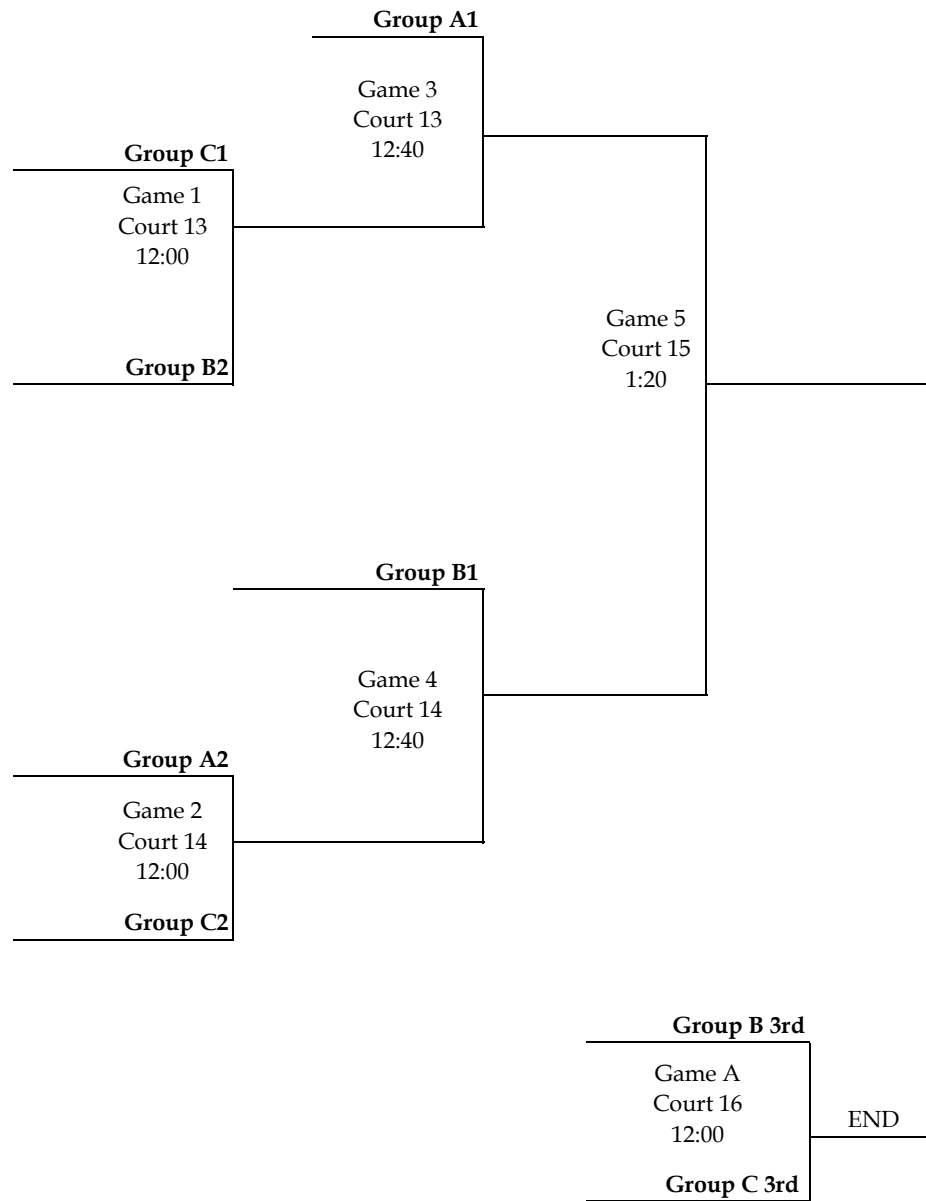 Group A1
Game 3
Court 13
12:40
Group C1
Game 1
Court 13
12:00
Group B2
Game 5
Court 15
1:20
Group B1
Game 4
Court 14
12:40
Group A2
Game 2
Court 14
12:00
Group C2
Group B 3rd
Game A
Court 16
12:00
END
Group C 3rd